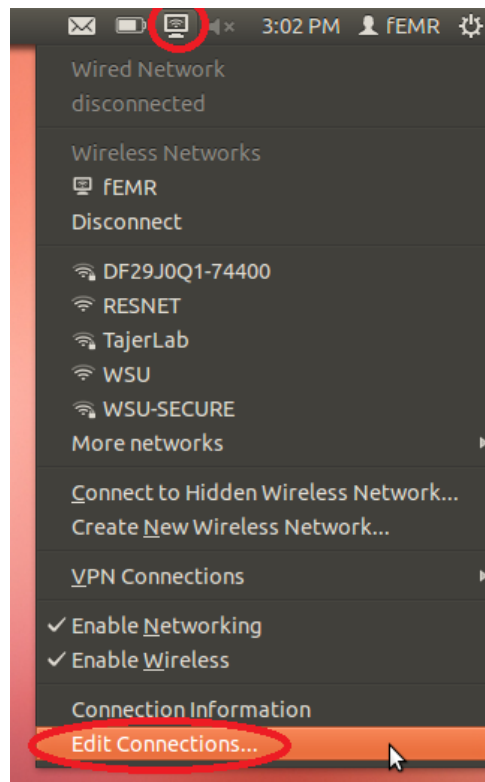 3:02 PM fEMR
Wired Network
disconnected
Wireless Networks
fEMR
Disconnect
DF29J0Q1-74400
RESNET
TajerLab
WSU
WSU-SECURE
More networks
Connect to Hidden Wireless Network...
Create New Wireless Network...
VPN Connections
Enable Networking
Enable Wireless
Connection Information
Edit Connections...